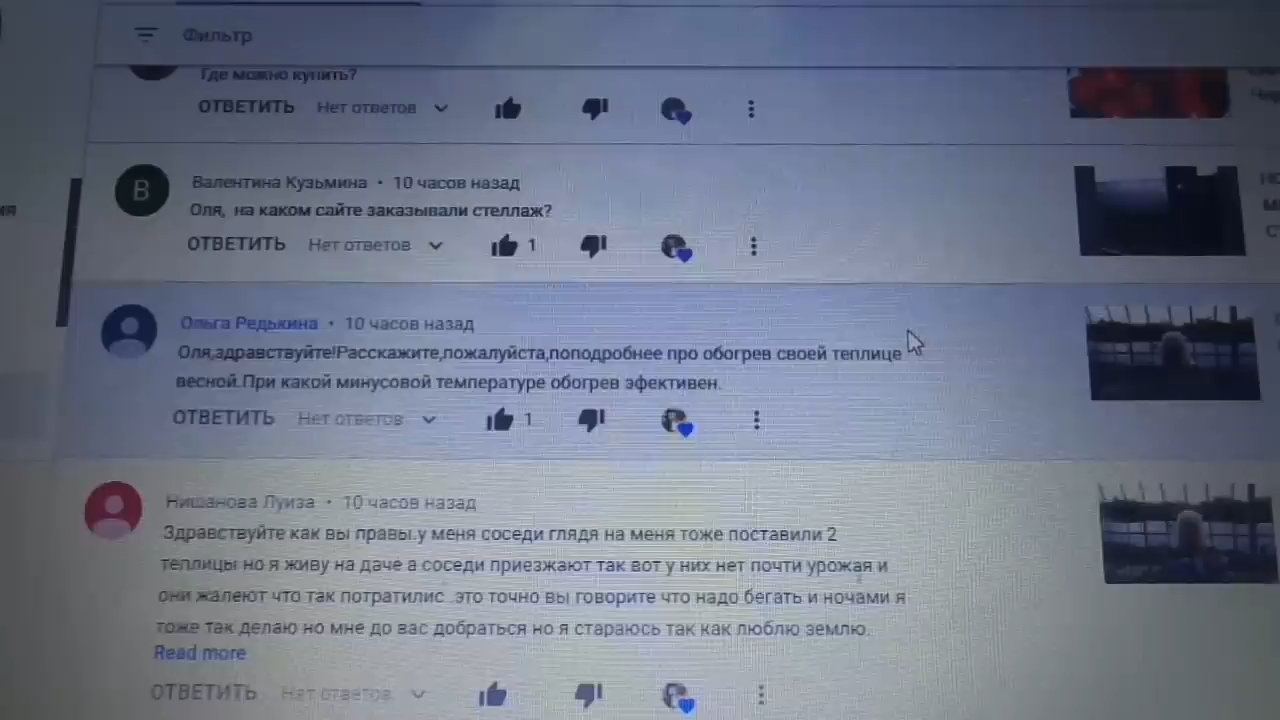 Фильтр
Где можно купить?
ОТВЕТИТЬ Нет ответов
В
Валентина Кузьмина • 10 часов назад
Оля, на каком сайте заказывали стеллаж?
ОТВЕТИТЬ Нет ответов 1
Ольга Редькина • 10 часов назад
Оля,здравствуйте!Расскажите,пожалуйста,поподробнее про обогрев своей теплице
весной.При какой минусовой температуре обогрев эфективен.
ОТВЕТИТЬ Нет ответов 1
Нишанова Луиза • 10 часов назад
Здравствуйте как вы правы.у меня соседи глядя на меня тоже поставили 2
теплицы но я живу на даче а соседи приезжают так вот у них нет почти урожая и
они жалеют что так потратилис .это точно вы говорите что надо бегать и ночами я
тоже так делаю но мне до вас добраться но я стараюсь так как люблю землю.
Read more
ОТВЕТИТЬ Нет ответов